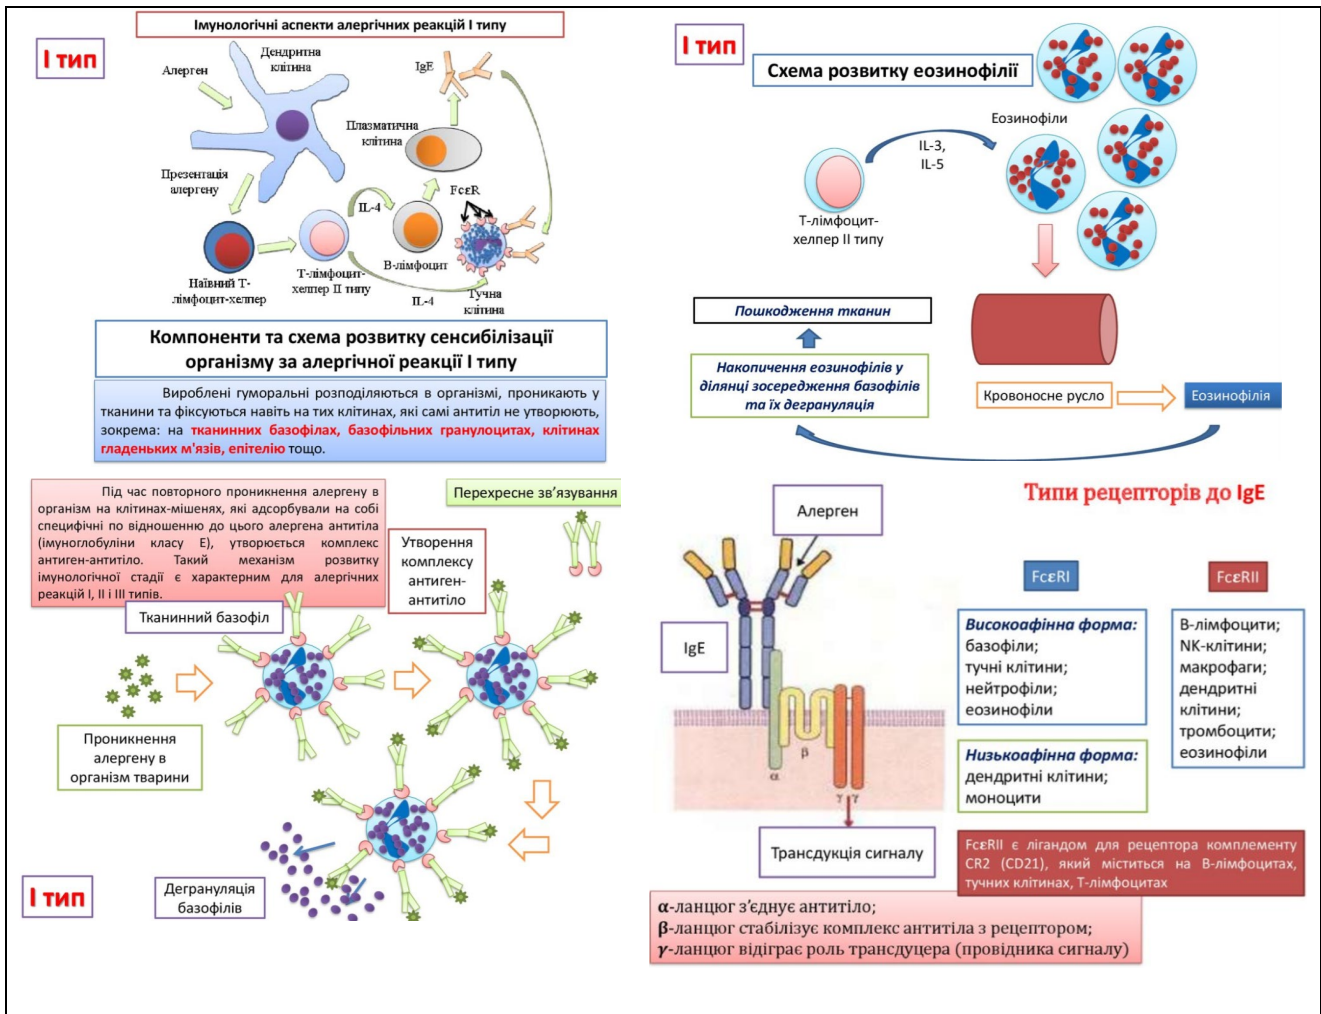 Імунологічні аспекти алергічних реакцій І типу
І тип
Дендритна
клітина
Алерген
IgE
Плазматична
клітина
Презентація
алергену
FcεR
IL-4
В-лімфоцит
Наївний Т-
лімфоцит-хелпер
Т-лімфоцит-
хелпер ІІ типу
IL-4
Тучна
клітина
Компоненти та схема розвитку сенсибілізації
організму за алергічної реакції І типу
Вироблені гуморальні розподіляються в організмі, проникають у
тканини та фіксуються навіть на тих клітинах, які самі антитіл не утворюють,
зокрема: на тканинних базофілах, базофільних гранулоцитах, клітинах
гладеньких м'язів, епітелію тощо.
Під час повторного проникнення алергену в
організм на клітинах-мішенях, які адсорбували на собі
специфічні по відношенню до цього алергена антитіла
(імуноглобуліни класу Е), утворюється комплекс
антиген-антитіло. Такий механізм розвитку
імунологічної стадії є характерним для алергічних
реакцій І, ІІ і ІІІ типів.
Перехресне зв’язування
Утворення
комплексу
антиген-
антитіло
Тканинний базофіл
Проникнення
алергену в
організм тварини
Дегрануляція
базофілів
І тип
І тип
Схема розвитку еозинофілії
Еозинофіли
IL-3,
IL-5
Т-лімфоцит-
хелпер ІІ типу
Пошкодження тканин
Накопичення еозинофілів у
ділянці зосередження базофілів
та їх дегрануляція
Кровоносне русло
Еозинофілія
Типи рецепторів до IgE
Алерген
IgE
α
β
γ γ
Трансдукція сигналу
FcεRI
Високоафінна форма:
базофіли;
тучні клітини;
нейтрофіли;
еозинофіли
Низькоафінна форма:
дендритні клітини;
моноцити
FcεRII
В-лімфоцити;
NK-клітини;
макрофаги;
дендритні
клітини;
тромбоцити;
еозинофіли
FcεRII є лігандом для рецептора комплементу
CR2 (CD21), який міститься на В-лімфоцитах,
тучних клітинах, Т-лімфоцитах
α-ланцюг з’єднує антитіло;
β-ланцюг стабілізує комплекс антитіла з рецептором;
γ-ланцюг відіграє роль трансдуцера (провідника сигналу)